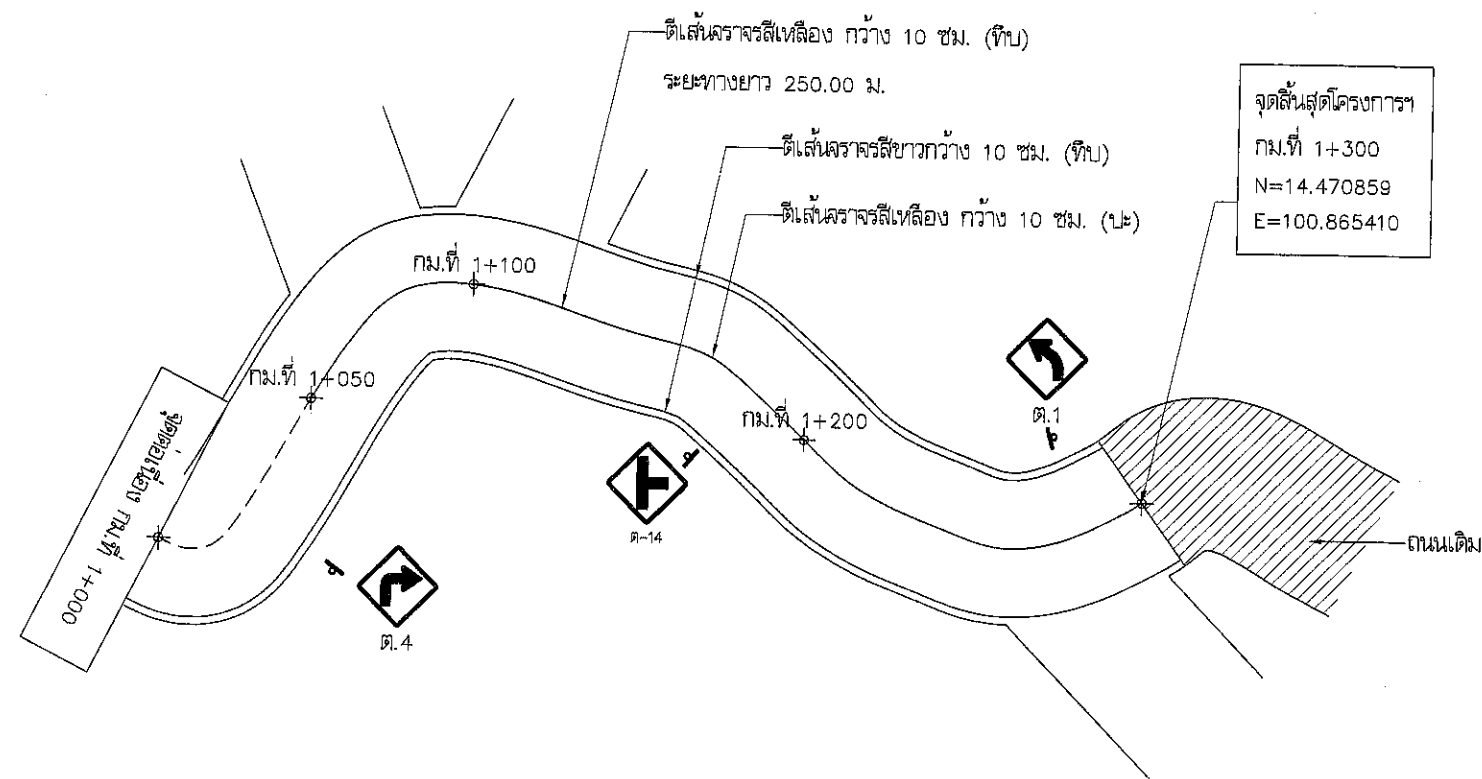 ตีเส้นจราจรสีเหลือง กว้าง 10 ซม. (ทึบ)
ระยะทางยาว 250.00 ม.
ตีเส้นจราจรสีขาวกว้าง 10 ซม. (ทึบ)
ตีเส้นจราจรสีเหลือง กว้าง 10 ซม. (ปะ)
จุดสิ้นสุดโครงการฯ
กม.ที่ 1+300
N=14.470859
E=100.865410
กม.ที่ 1+100
กม.ที่ 1+050
กม.ที่ 1+200
ต.1
ต-14
ต.4
ถนนเดิม
จุดต่อเนื่อง กม.ที่ 1+000